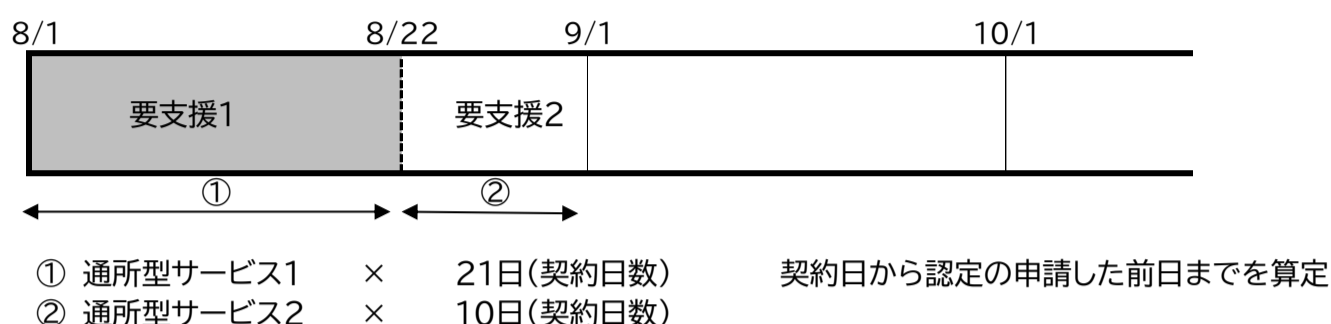 8/1 8/22 9/1 10/1
要支援1 要支援2
① ②
① 通所型サービス1 × 21日(契約日数) 契約日から認定の申請した前日までを算定
② 通所型サービス2 × 10日(契約日数)